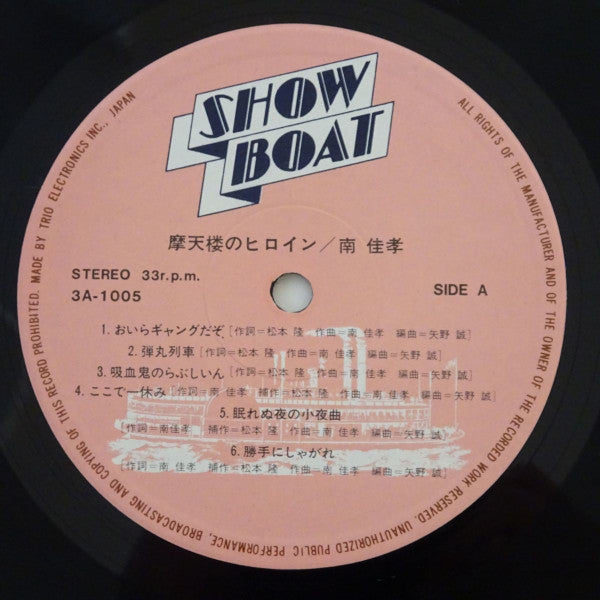 SHOW
BOAT
摩天楼のヒロイン／南 佳孝
STEREO 33r.p.m.
3A-1005
SIDE A
1. おいらギャングだぞ [作詞=松本 隆 作曲=南 佳孝 編曲=矢野 誠]
2. 弾丸列車 [作詞=松本 隆 作曲=南 佳孝 編曲=矢野 誠]
3. 吸血鬼のらぶしいん [作詞=松本 隆 作曲=南 佳孝 編曲=矢野 誠]
4. ここで一休み [作詞=南 佳孝 補作=松本 隆 作曲=南 佳孝 編曲=矢野 誠]
5. 眠れぬ夜の小夜曲
[作詞=南佳孝 補作=松本 隆 作曲=南 佳孝 編曲=矢野 誠]
6. 勝手にしゃがれ
[作詞=南 佳孝 補作=松本 隆 作曲=南 佳孝 編曲=矢野 誠]
ALL RIGHTS OF THE MANUFACTURER AND OF THE OWNER OF THE RECORDED WORK RESERVED. UNAUTHORIZED PUBLIC PERFORMANCE, BROADCASTING AND COPYING OF THIS RECORD PROHIBITED. MADE BY TRIO ELECTRONICS INC., JAPAN